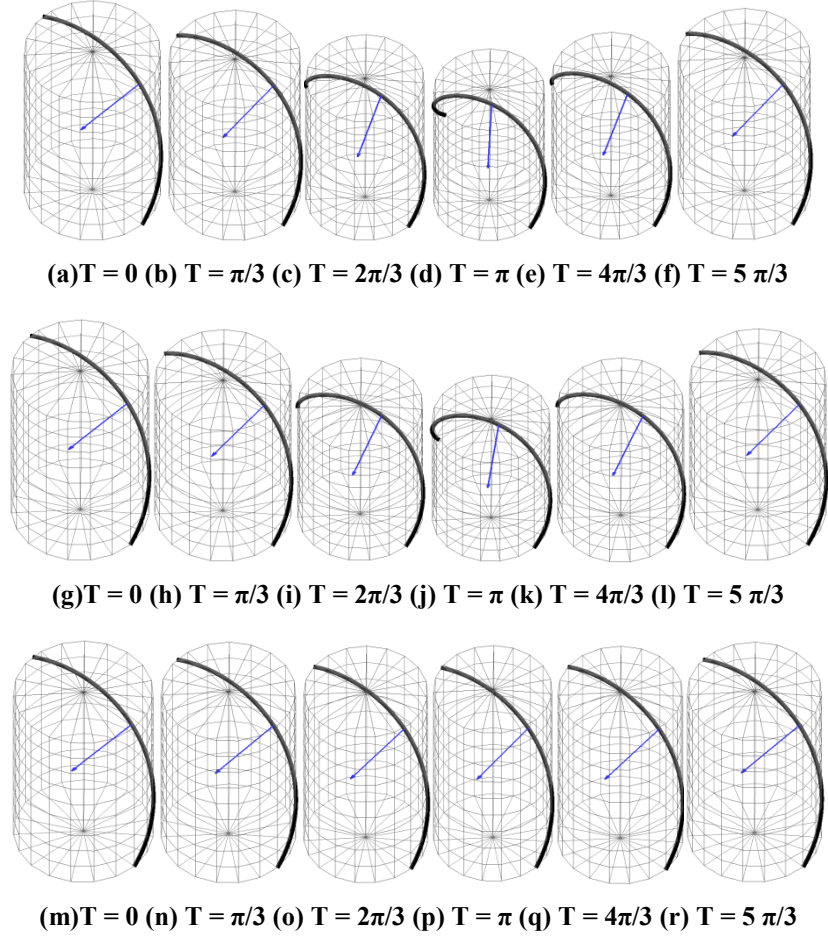 (a)T = 0 (b) T = π/3 (c) T = 2π/3 (d) T = π (e) T = 4π/3 (f) T = 5 π/3
(g)T = 0 (h) T = π/3 (i) T = 2π/3 (j) T = π (k) T = 4π/3 (l) T = 5 π/3
(m)T = 0 (n) T = π/3 (o) T = 2π/3 (p) T = π (q) T = 4π/3 (r) T = 5 π/3